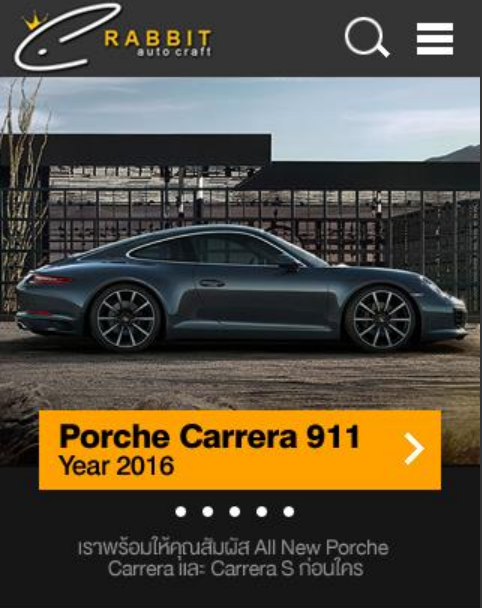 RABBIT
auto craft
Porche Carrera 911
Year 2016
เราพร้อมให้คุณสัมผัส All New Porche
Carrera และ Carrera S ก่อนใคร